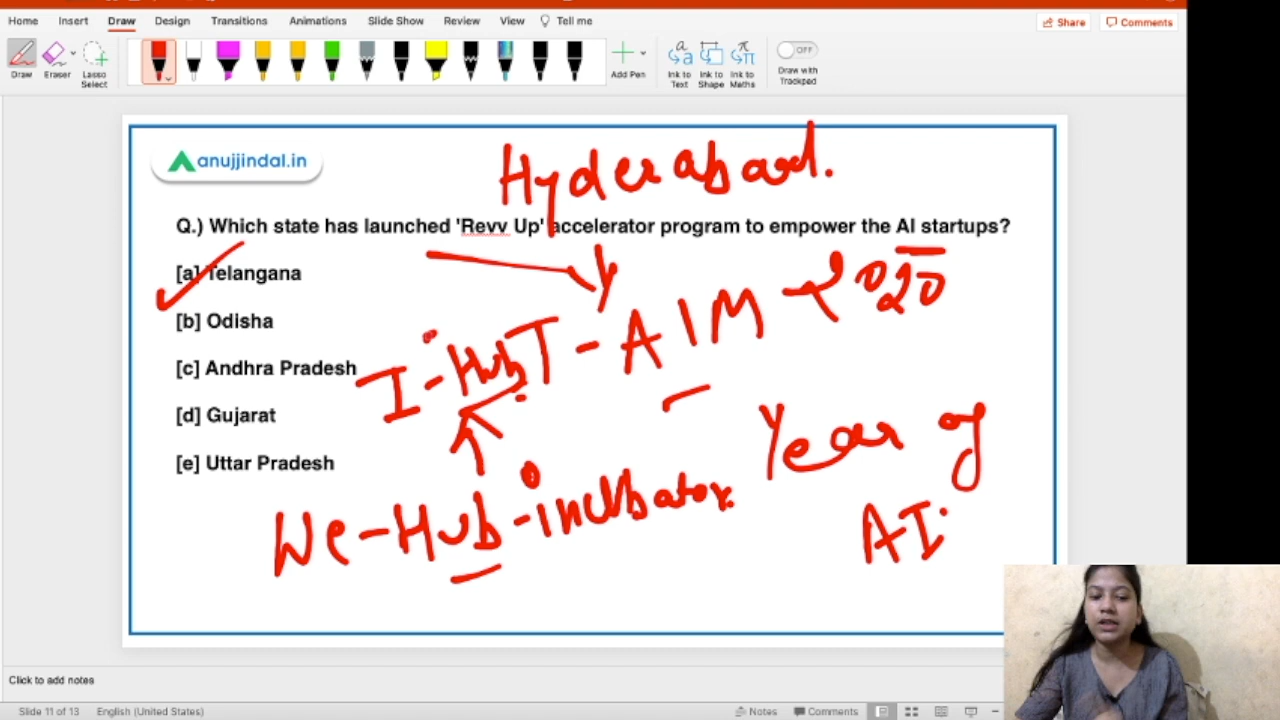 Home Insert Draw Design Transitions Animations Slide Show Review View Tell me Share Comments
Draw Eraser Lasso Select Add Pen Ink to Text Ink to Shape Ink to Maths OFF Draw with Trackpad
anujjindal.in
Hyderabad.
Q.) Which state has launched 'Revv Up' accelerator program to empower the AI startups?
[a] Telangana
[b] Odisha
[c] Andhra Pradesh
[d] Gujarat
[e] Uttar Pradesh
I-Hub T-AIM 2020
Year of
AI
We-Hub-incubator
Click to add notes
Slide 11 of 13 English (United States) Notes Comments